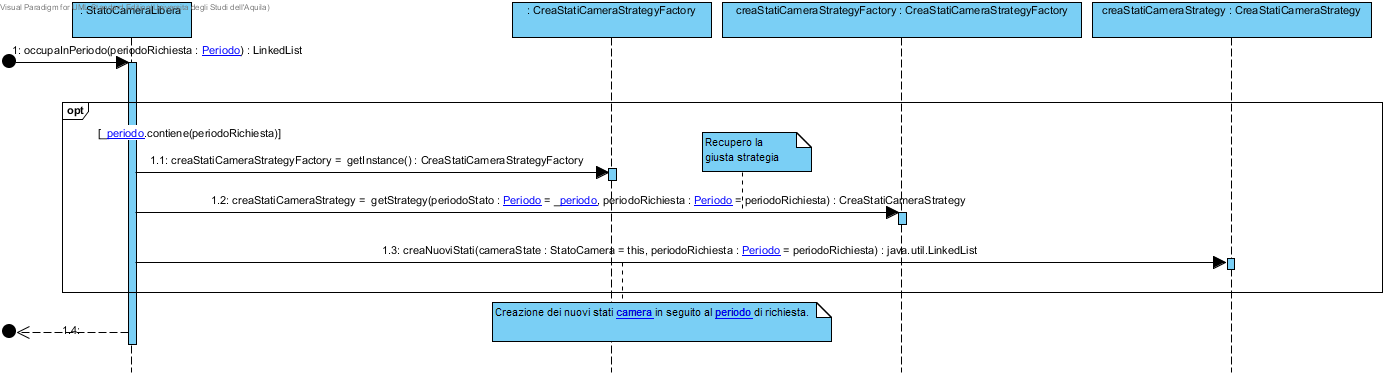 Visual Paradigm for UML
degli Studi dell'Aquila)
: StatoCameraLibera
: CreaStatiCameraStrategyFactory
creaStatiCameraStrategyFactory : CreaStatiCameraStrategyFactory
creaStatiCameraStrategy : CreaStatiCameraStrategy
1: occupaInPeriodo(periodoRichiesta : Periodo) : LinkedList
opt
[_periodo.contiene(periodoRichiesta)]
Recupero la
giusta strategia
1.1: creaStatiCameraStrategyFactory = getInstance() : CreaStatiCameraStrategyFactory
1.2: creaStatiCameraStrategy = getStrategy(periodoStato : Periodo = _periodo, periodoRichiesta : Periodo = periodoRichiesta) : CreaStatiCameraStrategy
1.3: creaNuoviStati(cameraState : StatoCamera = this, periodoRichiesta : Periodo = periodoRichiesta) : java.util.LinkedList
Creazione dei nuovi stati camera in seguito al periodo di richiesta.
1.4: